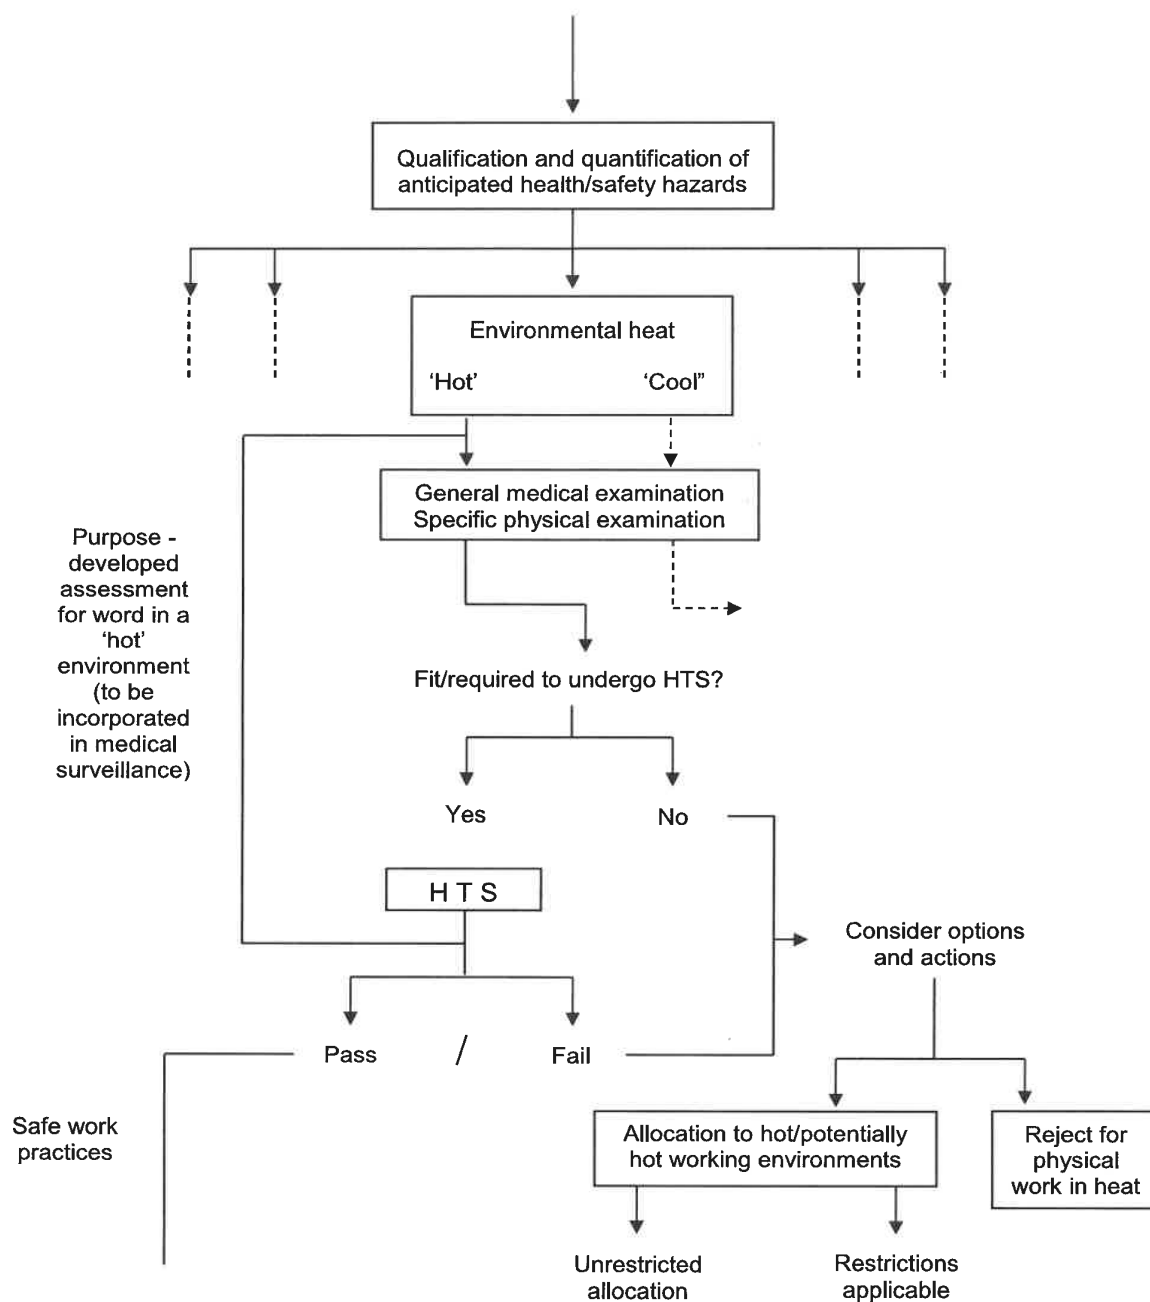 Qualification and quantification of
anticipated health/safety hazards
Environmental heat
‘Hot’ ‘Cool”
General medical examination
Specific physical examination
Purpose -
developed
assessment
for word in a
‘hot’
environment
(to be
incorporated
in medical
surveillance)
Fit/required to undergo HTS?
Yes No
H T S
Consider options
and actions
Pass / Fail
Safe work
practices
Allocation to hot/potentially
hot working environments
Reject for
physical
work in heat
Unrestricted
allocation
Restrictions
applicable